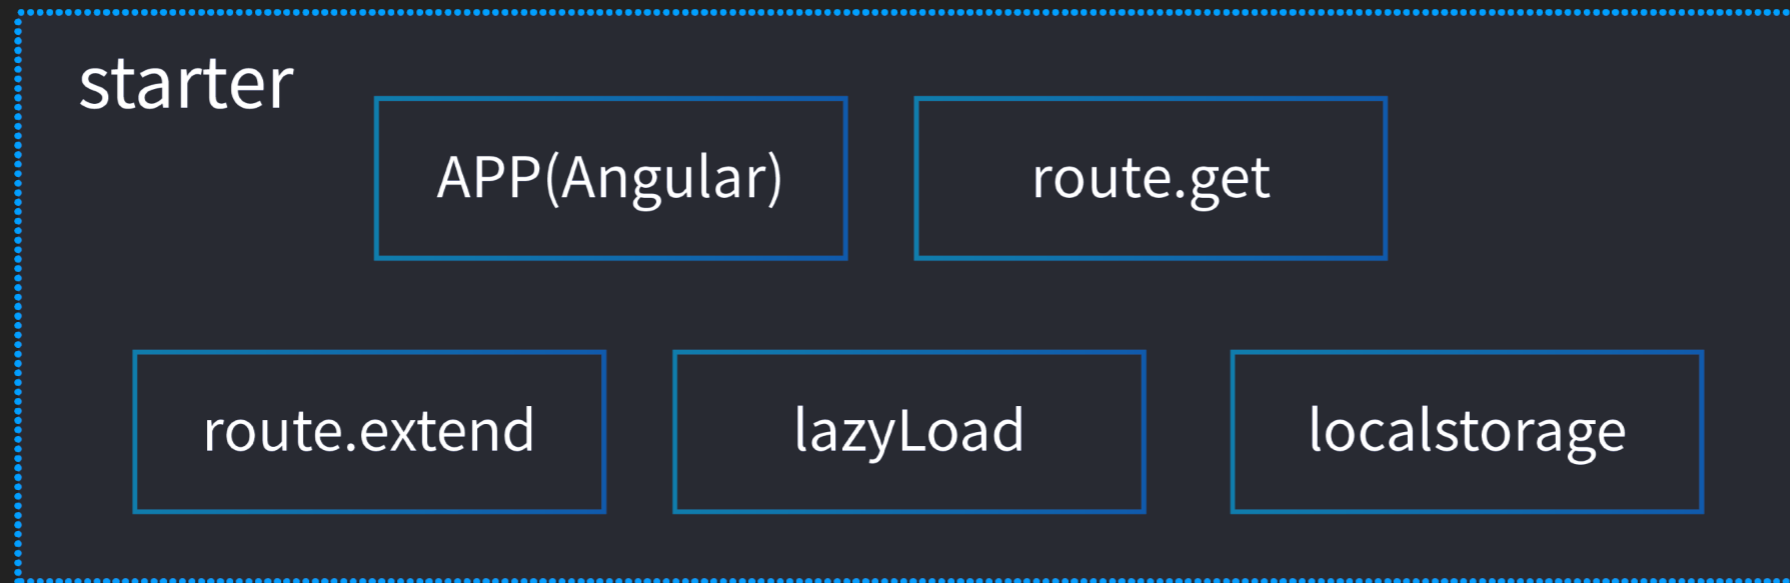 starter
APP(Angular)
route.get
route.extend
lazyLoad
localstorage